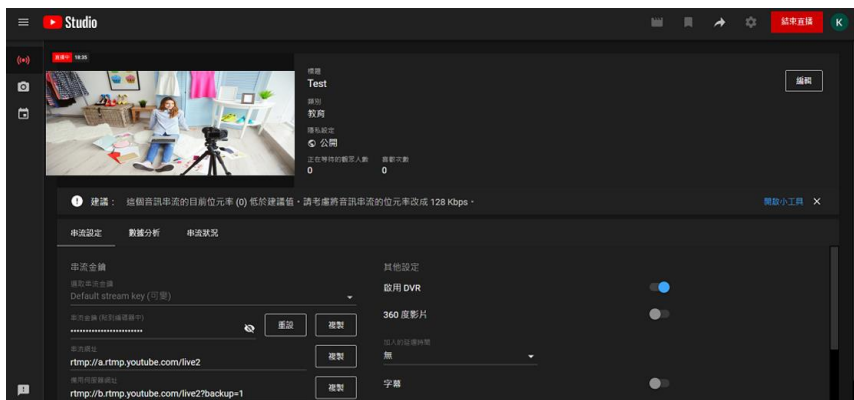 Studio
結束直播
K
直播中 18:35
標題
Test
類別
教育
隱私設定
公開
正在等待的觀眾人數 喜歡次數
0 0
編輯
建議： 這個音訊串流的目前位元率 (0) 低於建議值，請考慮將音訊串流的位元率改成 128 Kbps。
開啟小工具
串流設定 數據分析 串流狀況
串流金鑰
選取串流金鑰
Default stream key (可變)
串流金鑰 (貼到編碼器中)
••••••••••••••••••••••••
重設 複製
串流網址
rtmp://a.rtmp.youtube.com/live2
複製
備用伺服器網址
rtmp://b.rtmp.youtube.com/live2?backup=1
複製
其他設定
啟用 DVR
360 度影片
加入的延遲時間
無
字幕